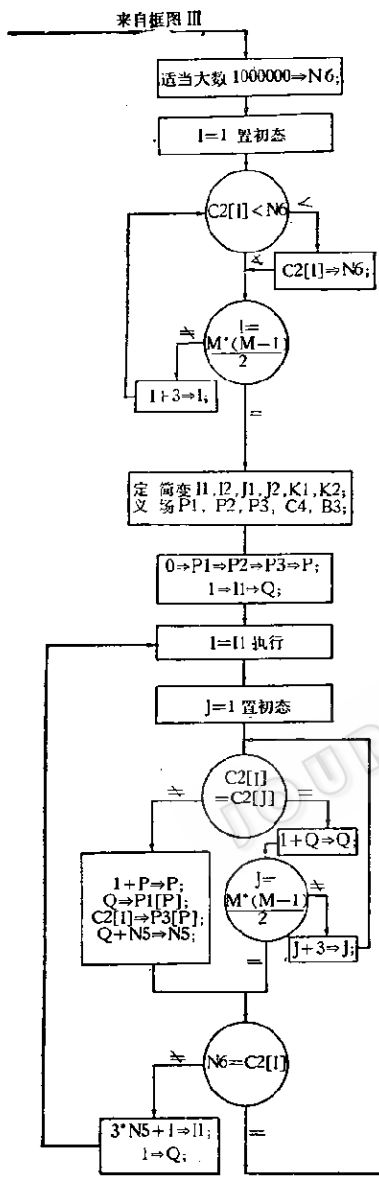 来自框图 III
适当大数 1000000⇒N6;
I=1 置初态
C2[I]<N6
<
≮
C2[I]⇒N6;
I=
M*(M-1)
2
≠
I+3⇒I;
=
定 简变 I1,I2,J1,J2,K1,K2;
义 场 P1, P2, P3, C4, B3;
0⇒P1⇒P2⇒P3⇒P;
1⇒I1→Q;
I=I1 执行
J=1 置初态
C2[I]
=C2[J]
≠
=
1+Q⇒Q;
1+P⇒P;
Q⇒P1[P];
C2[I]⇒P3[P];
Q+N5⇒N5;
J=
M*(M-1)
2
≠
J+3⇒J;
=
N6=C2[I]
≠
=
3*N5+1⇒I1;
1⇒Q;
JOUR